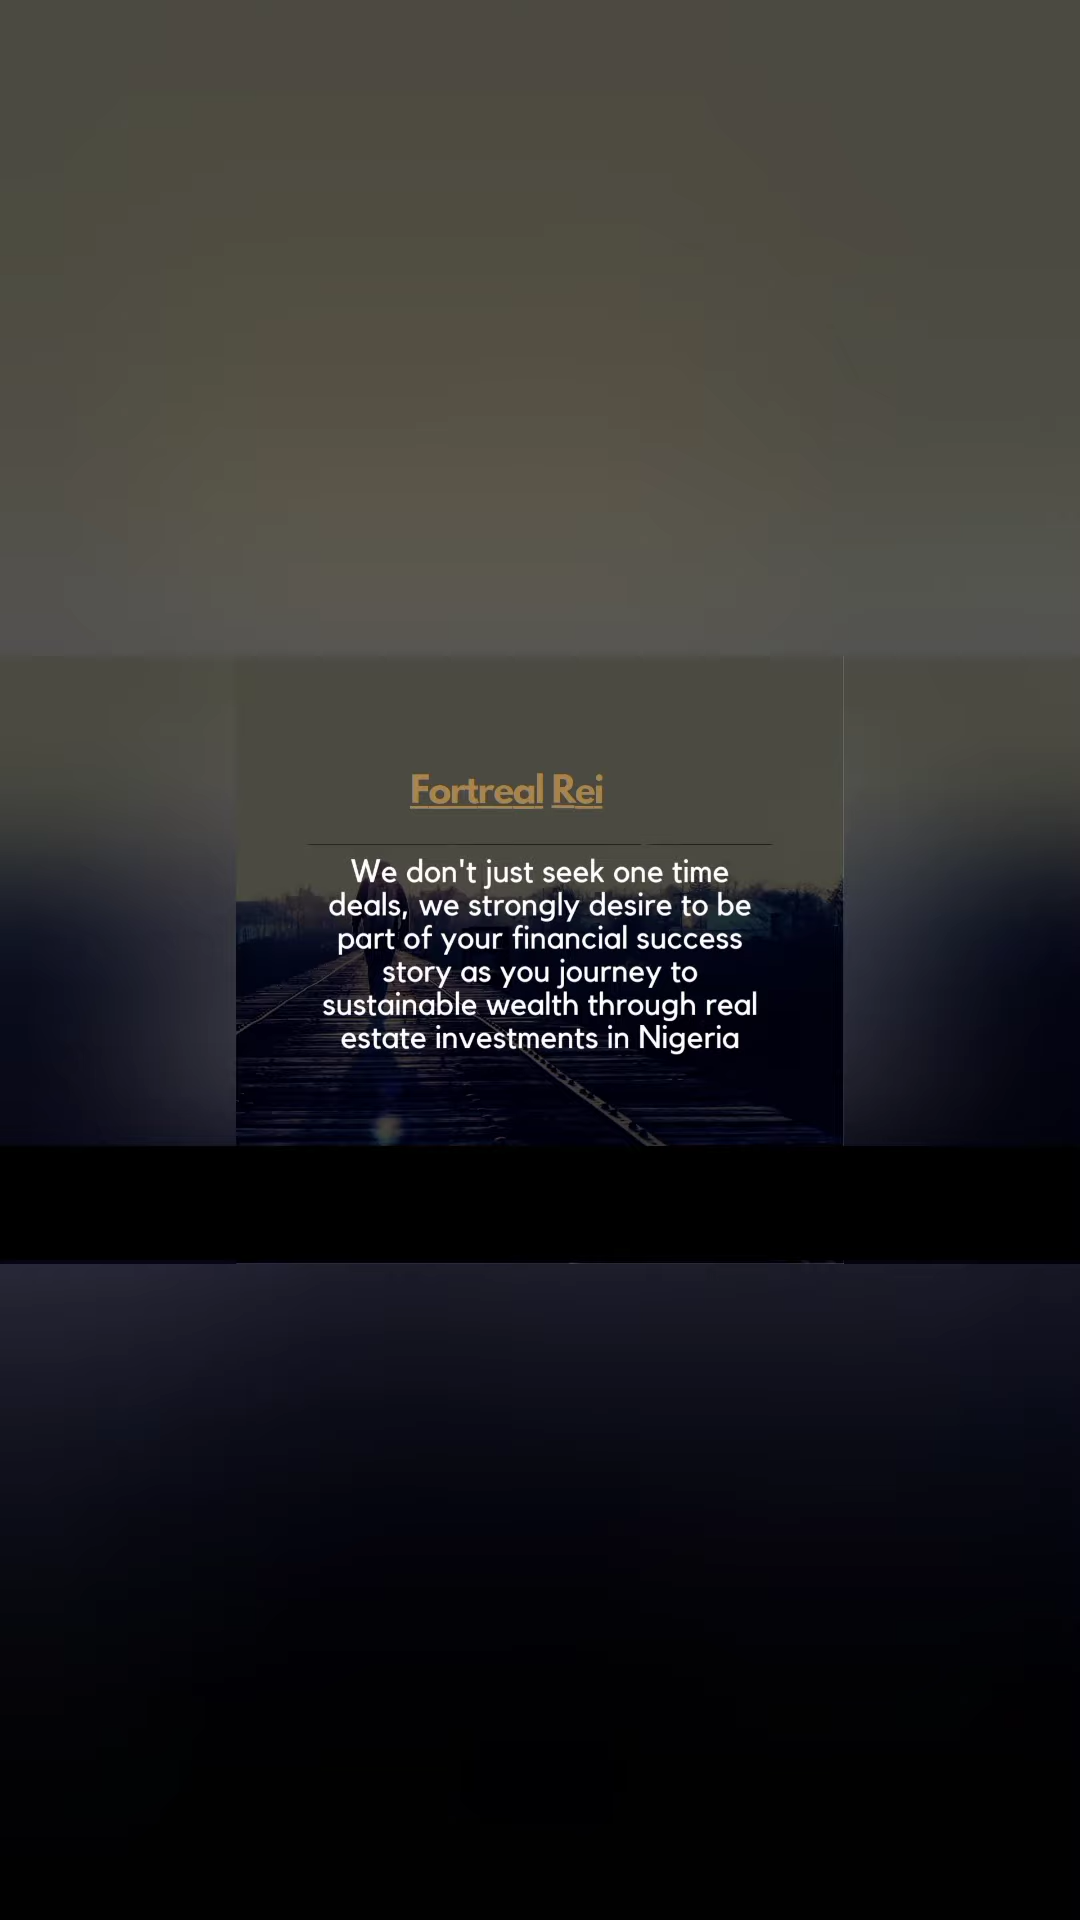 Fortreal Rei
We don't just seek one time
deals, we strongly desire to be
part of your financial success
story as you journey to
sustainable wealth through real
estate investments in Nigeria